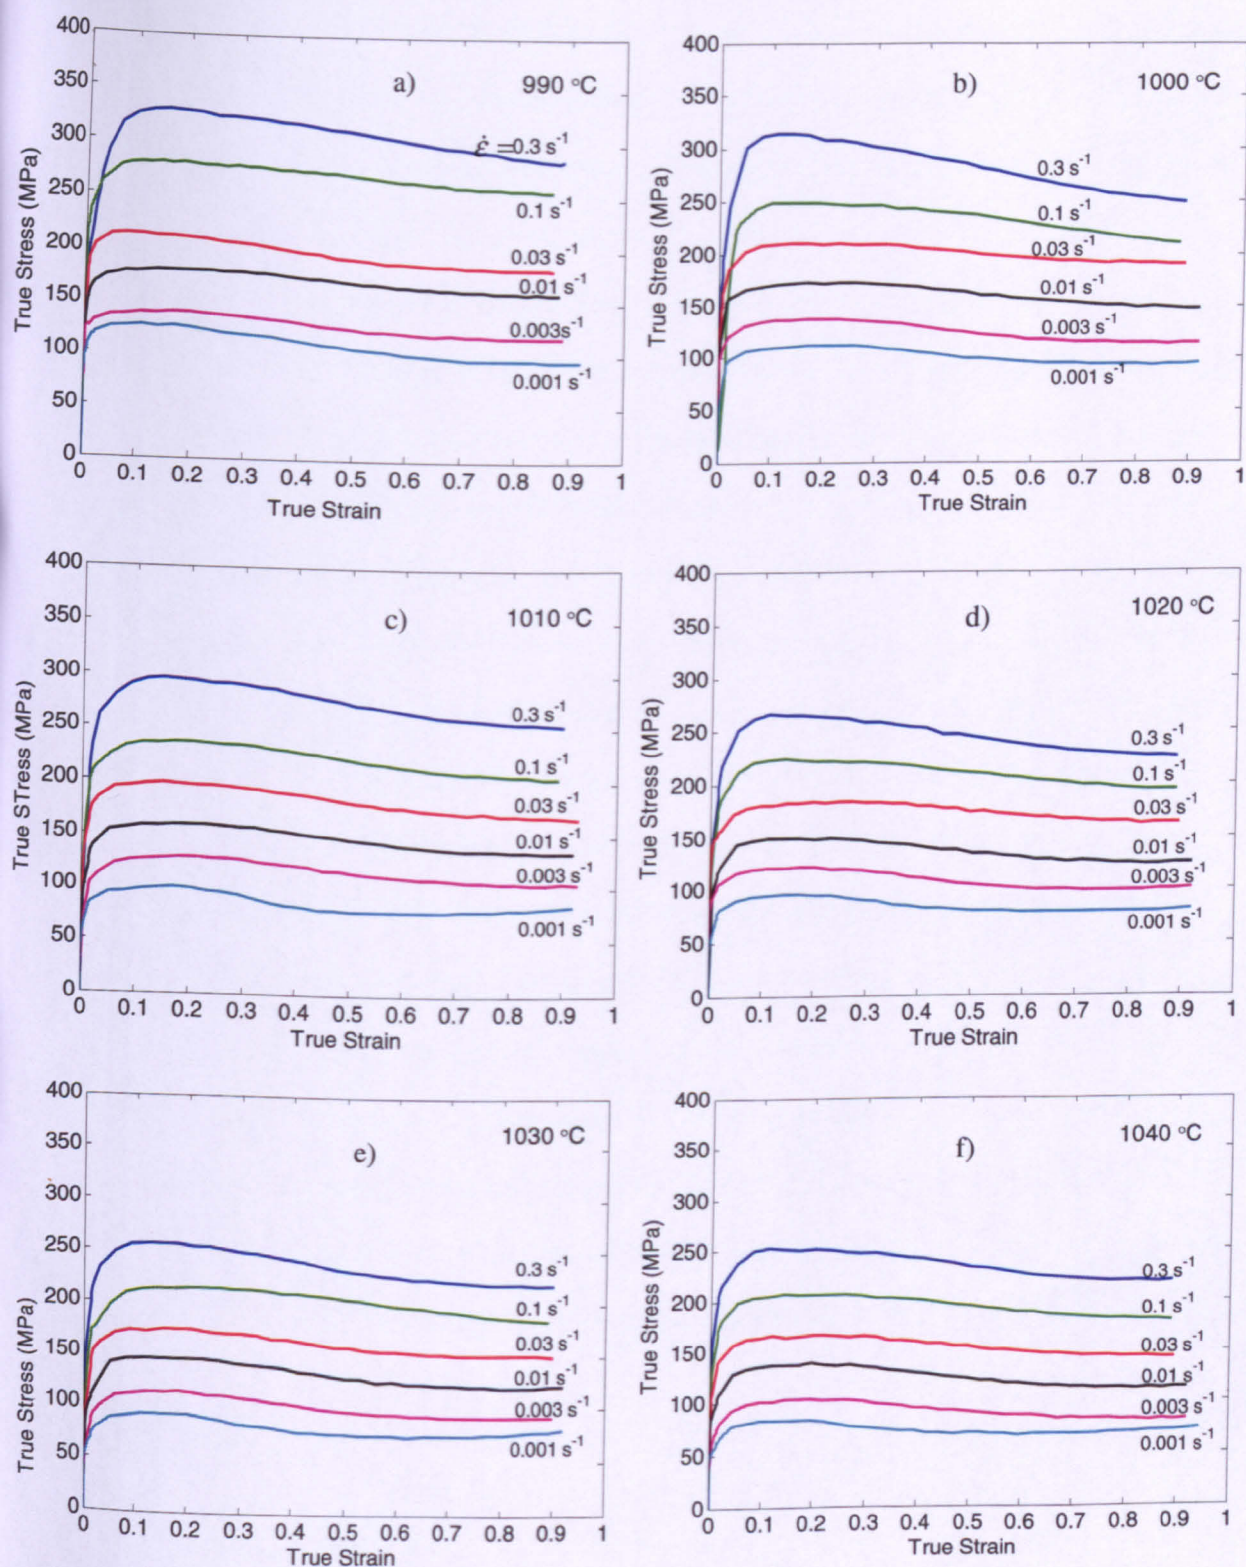 a)
990 °C
True Stress (MPa)
400
350
300
250
200
150
100
50
0
ε̇ =0.3 s-1
0.1 s-1
0.03 s-1
0.01 s-1
0.003s-1
0.001 s-1
0 0.1 0.2 0.3 0.4 0.5 0.6 0.7 0.8 0.9 1
True Strain
b)
1000 °C
True Stress (MPa)
400
350
300
250
200
150
100
50
0
0.3 s-1
0.1 s-1
0.03 s-1
0.01 s-1
0.003 s-1
0.001 s-1
0 0.1 0.2 0.3 0.4 0.5 0.6 0.7 0.8 0.9 1
True Strain
c)
1010 °C
True STress (MPa)
400
350
300
250
200
150
100
50
0
0.3 s-1
0.1 s-1
0.03 s-1
0.01 s-1
0.003 s-1
0.001 s-1
0 0.1 0.2 0.3 0.4 0.5 0.6 0.7 0.8 0.9 1
True Strain
d)
1020 °C
True Stress (MPa)
400
350
300
250
200
150
100
50
0
0.3 s-1
0.1 s-1
0.03 s-1
0.01 s-1
0.003 s-1
0.001 s-1
0 0.1 0.2 0.3 0.4 0.5 0.6 0.7 0.8 0.9 1
True Strain
e)
1030 °C
True Stress (MPa)
400
350
300
250
200
150
100
50
0
0.3 s-1
0.1 s-1
0.03 s-1
0.01 s-1
0.003 s-1
0.001 s-1
0 0.1 0.2 0.3 0.4 0.5 0.6 0.7 0.8 0.9 1
True Strain
f)
1040 °C
True Stress (MPa)
400
350
300
250
200
150
100
50
0
0.3 s-1
0.1 s-1
0.03 s-1
0.01 s-1
0.003 s-1
0.001 s-1
0 0.1 0.2 0.3 0.4 0.5 0.6 0.7 0.8 0.9 1
True Strain